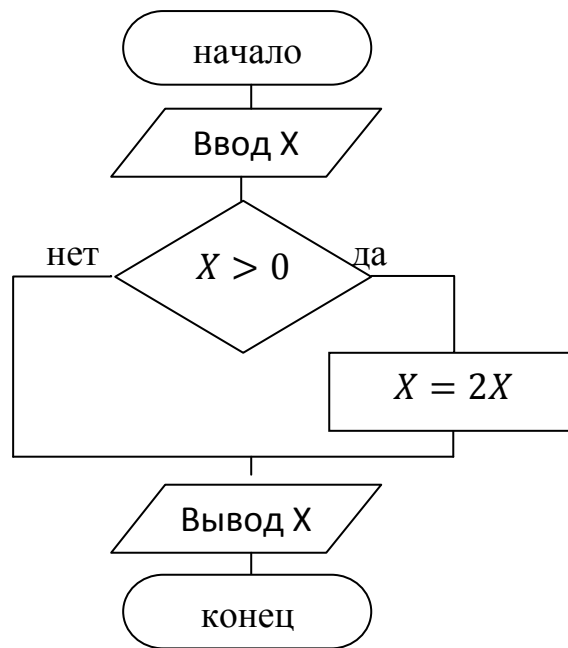 начало
Ввод X
нет
X > 0
да
X = 2X
Вывод X
конец